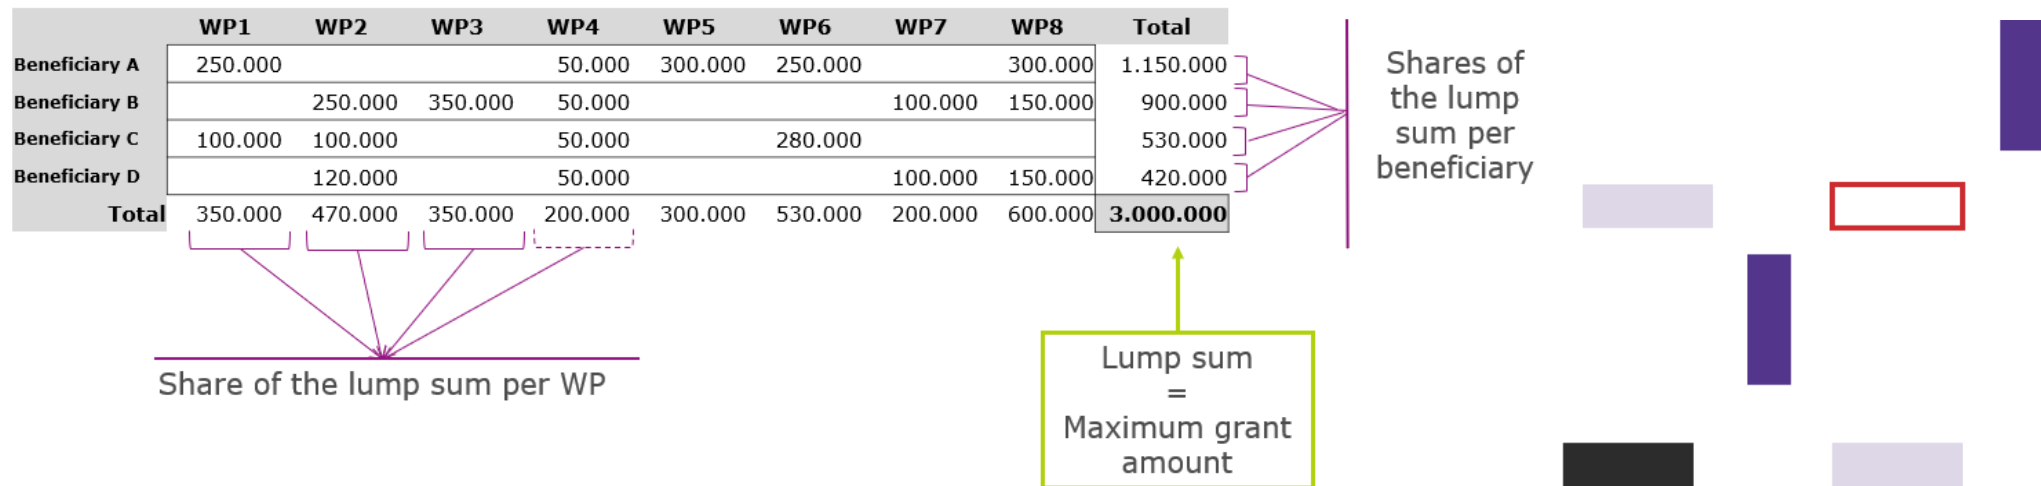 WP1 WP2 WP3 WP4 WP5 WP6 WP7 WP8 Total
Beneficiary A 250.000 50.000 300.000 250.000 300.000 1.150.000
Beneficiary B 250.000 350.000 50.000 100.000 150.000 900.000
Beneficiary C 100.000 100.000 50.000 280.000 530.000
Beneficiary D 120.000 50.000 100.000 150.000 420.000
Total 350.000 470.000 350.000 200.000 300.000 530.000 200.000 600.000 3.000.000
Shares of
the lump
sum per
beneficiary
Share of the lump sum per WP
Lump sum
=
Maximum grant
amount